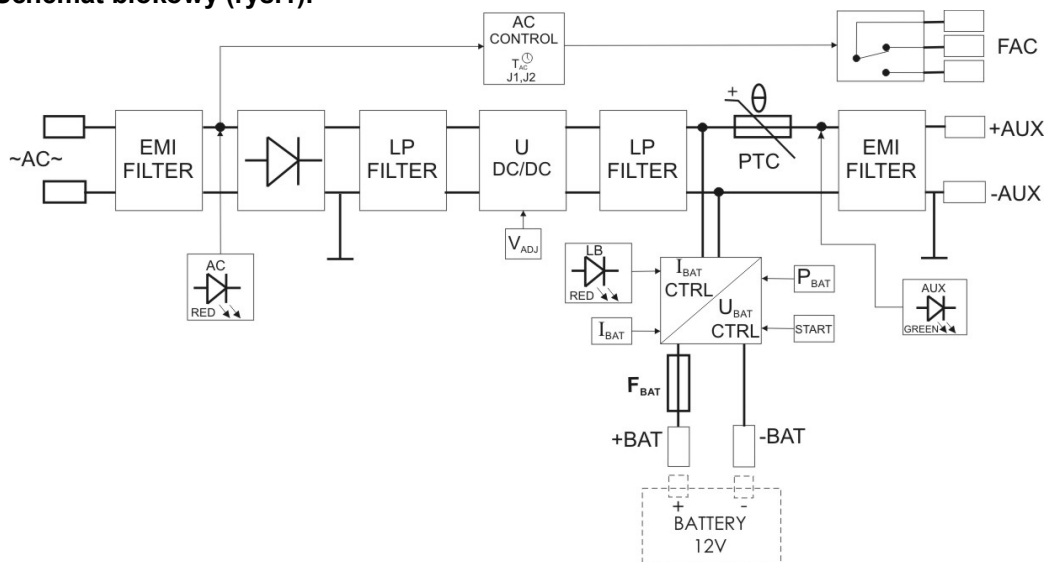 Schemat blokowy (rys.1).
AC
CONTROL
TAC
J1,J2
FAC
~AC~
EMI
FILTER
LP
FILTER
U
DC/DC
LP
FILTER
+ θ
PTC
EMI
FILTER
+AUX
-AUX
VADJ
AC
RED
LB
RED
IBAT
CTRL
UBAT
CTRL
PBAT
IBAT
START
AUX
GREEN
FBAT
+BAT
-BAT
+ -
BATTERY
12V